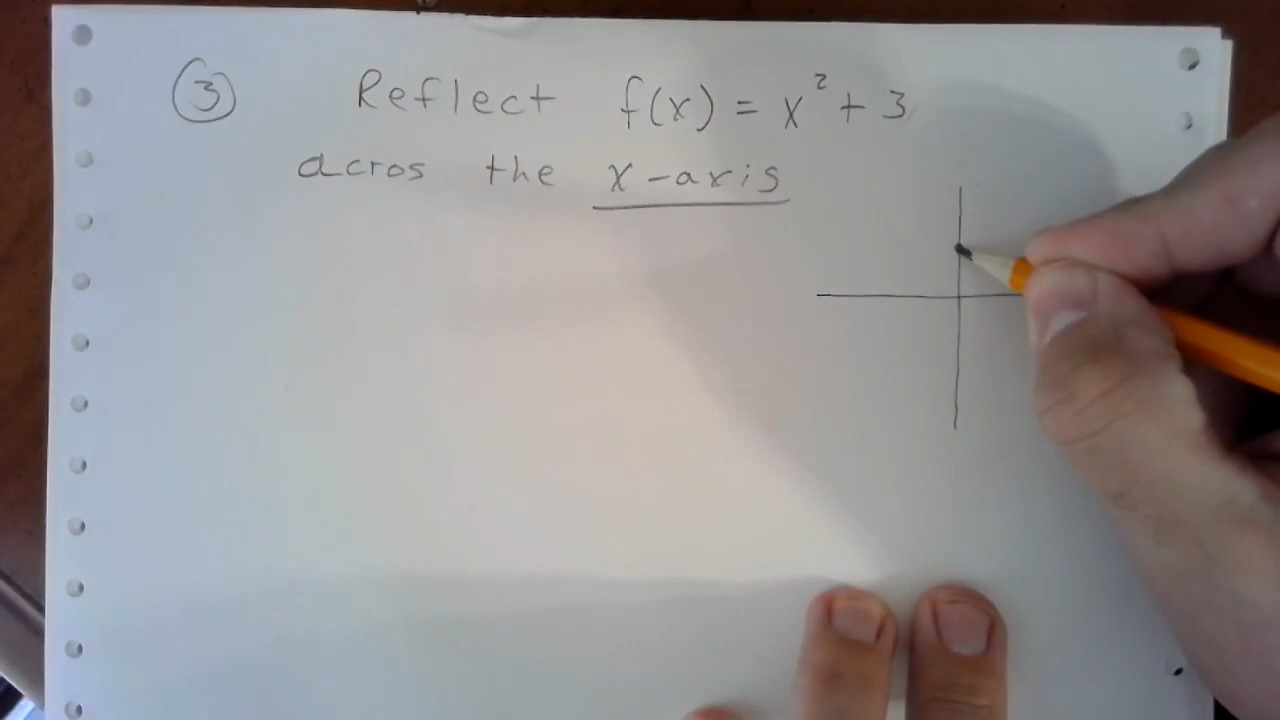 ③ Reflect f(x) = x² + 3
acros the x-axis